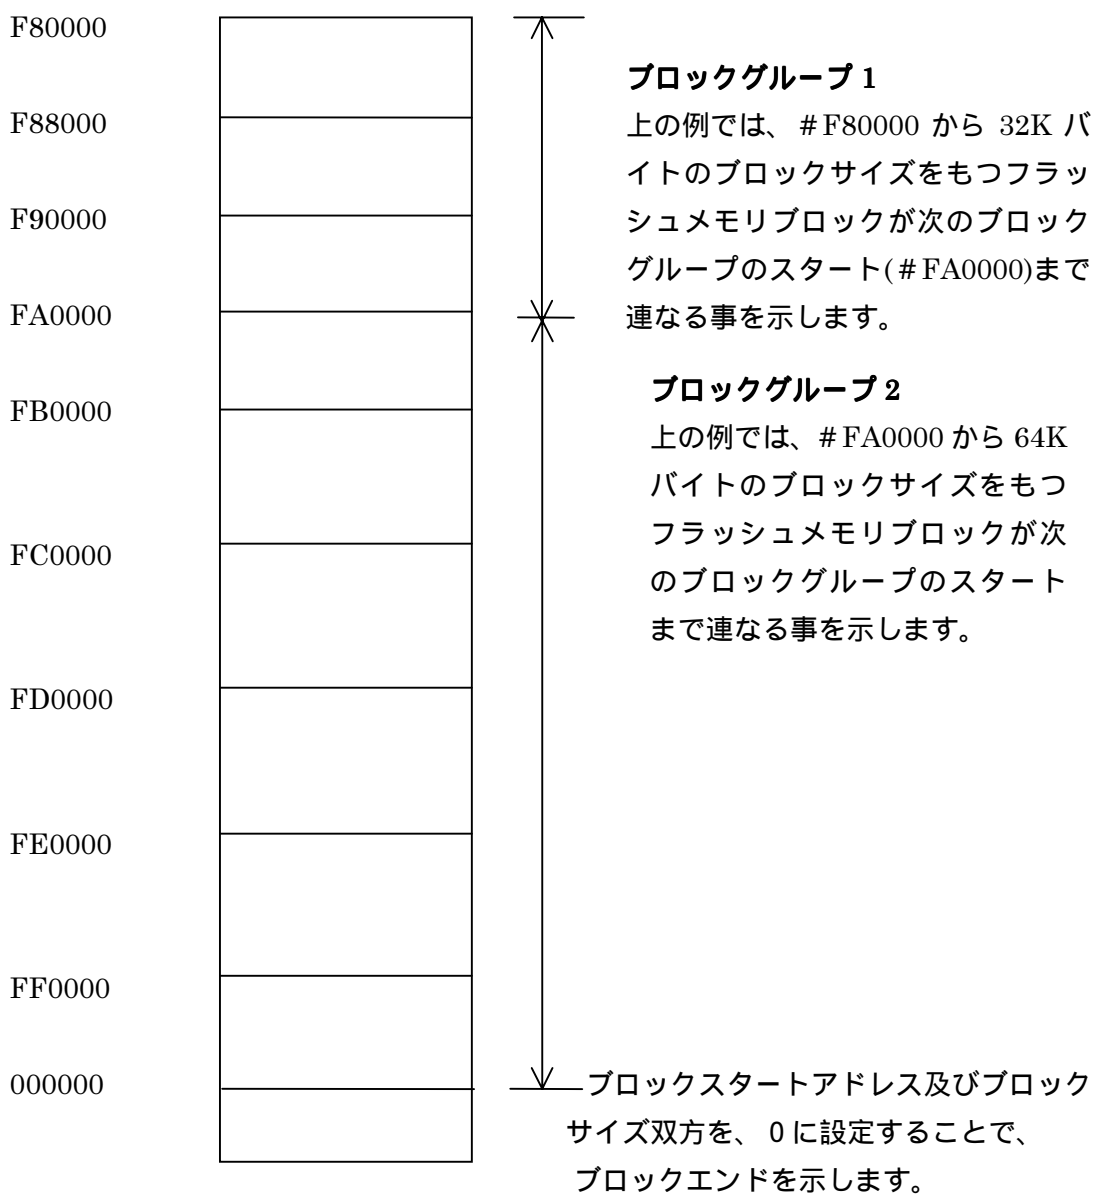 F80000
F88000
F90000
FA0000
FB0000
FC0000
FD0000
FE0000
FF0000
000000
ブロックグループ 1
上の例では、＃F80000 から 32K バ
イトのブロックサイズをもつフラッ
シュメモリブロックが次のブロック
グループのスタート(＃FA0000)まで
連なる事を示します。
ブロックグループ 2
上の例では、＃FA0000 から 64K
バイトのブロックサイズをもつ
フラッシュメモリブロックが次
のブロックグループのスタート
まで連なる事を示します。
ブロックスタートアドレス及びブロック
サイズ双方を、0 に設定することで、
ブロックエンドを示します。